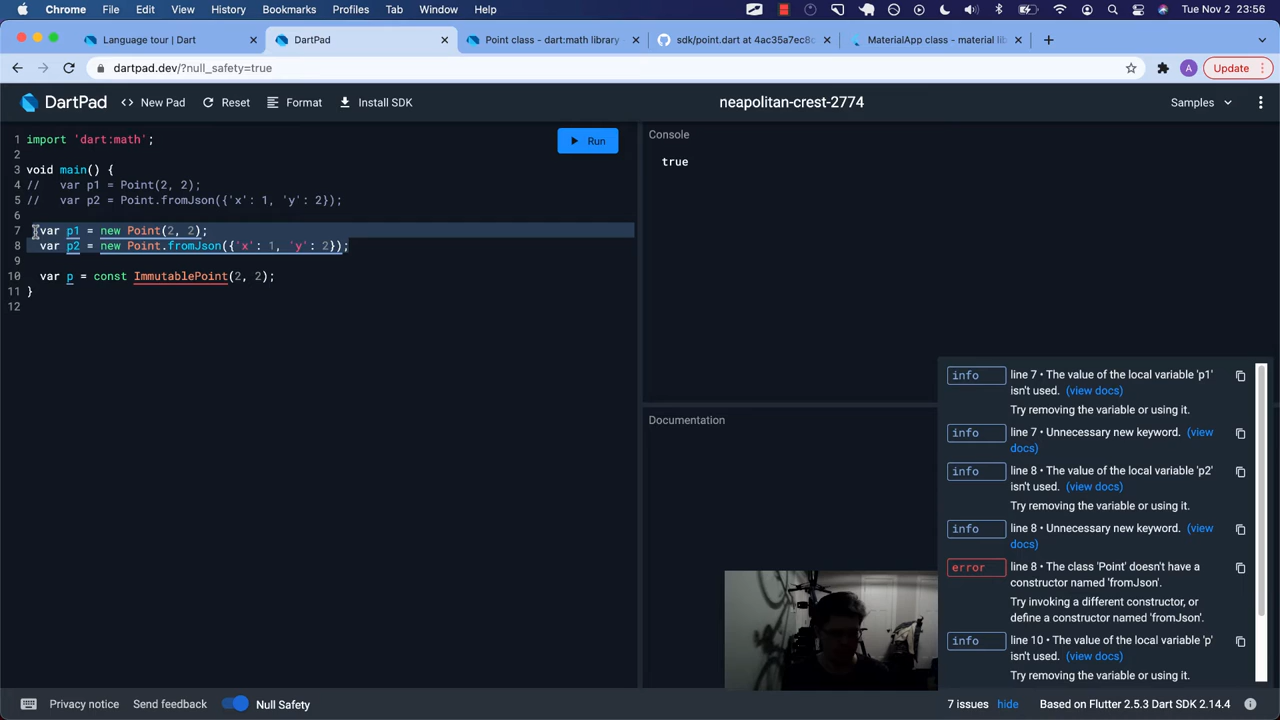 Chrome File Edit View History Bookmarks Profiles Tab Window Help Tue Nov 2 23:56
Language tour | Dart DartPad Point class - dart:math library sdk/point.dart at 4ac35a7ec8c MaterialApp class - material lib
dartpad.dev/?null_safety=true A Update
DartPad <> New Pad Reset Format Install SDK neapolitan-crest-2774 Samples
1 import 'dart:math';
2
3 void main() {
4 // var p1 = Point(2, 2);
5 // var p2 = Point.fromJson({'x': 1, 'y': 2});
6
7 var p1 = new Point(2, 2);
8 var p2 = new Point.fromJson({'x': 1, 'y': 2});
9
10 var p = const ImmutablePoint(2, 2);
11 }
12
Run
Console
true
Documentation
info line 7 • The value of the local variable 'p1'
isn't used. (view docs)
Try removing the variable or using it.
info line 7 • Unnecessary new keyword. (view
docs)
info line 8 • The value of the local variable 'p2'
isn't used. (view docs)
Try removing the variable or using it.
info line 8 • Unnecessary new keyword. (view
docs)
error line 8 • The class 'Point' doesn't have a
constructor named 'fromJson'.
Try invoking a different constructor, or
define a constructor named 'fromJson'.
info line 10 • The value of the local variable 'p'
isn't used. (view docs)
Try removing the variable or using it.
Privacy notice Send feedback Null Safety 7 issues hide Based on Flutter 2.5.3 Dart SDK 2.14.4